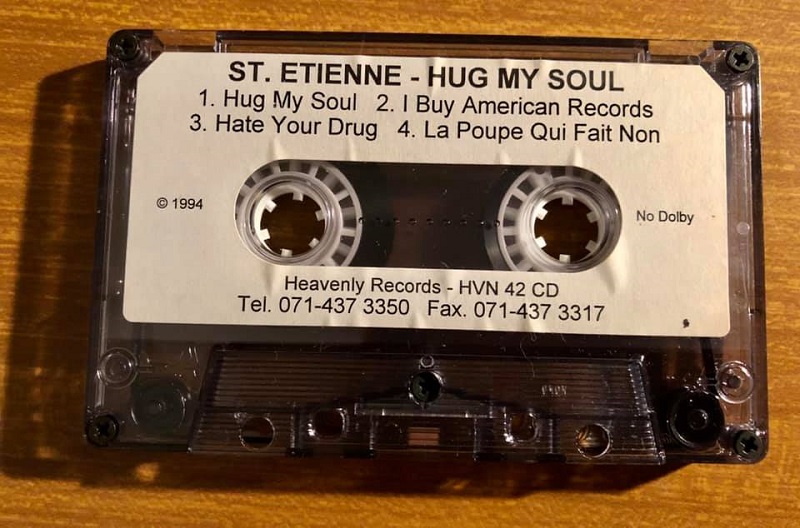 ST. ETIENNE - HUG MY SOUL
1. Hug My Soul 2. I Buy American Records
3. Hate Your Drug 4. La Poupe Qui Fait Non
© 1994
No Dolby
Heavenly Records - HVN 42 CD
Tel. 071-437 3350 Fax. 071-437 3317